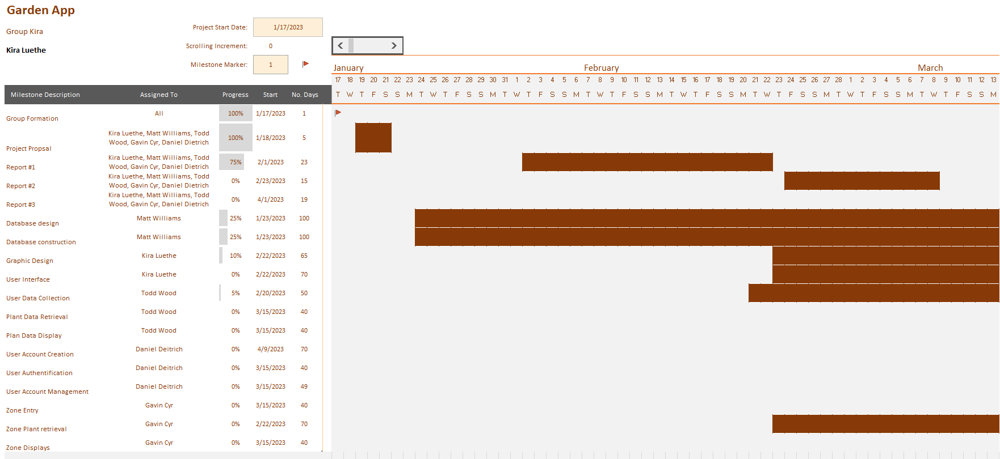 Garden App
Group Kira
Project Start Date: 1/17/2023
Kira Luethe
Scrolling Increment: 0
Milestone Marker: 1
January February March
17 18 19 20 21 22 23 24 25 26 27 28 29 30 31 1 2 3 4 5 6 7 8 9 10 11 12 13 14 15 16 17 18 19 20 21 22 23 24 25 26 27 28 1 2 3 4 5 6 7 8 9 10 11 12 13
Milestone Description Assigned To Progress Start No. Days T W T F S S M T W T F S S M T W T F S S M T W T F S S M T W T F S S M T W T F S S M T W T F S S M T W T F S S M
Group Formation All 100% 1/17/2023 1
Project Propsal Kira Luethe, Matt Williams, Todd
Wood, Gavin Cyr, Daniel Dietrich 100% 1/18/2023 5
Report #1 Kira Luethe, Matt Williams, Todd
Wood, Gavin Cyr, Daniel Dietrich 75% 2/1/2023 23
Report #2 Kira Luethe, Matt Williams, Todd
Wood, Gavin Cyr, Daniel Dietrich 0% 2/23/2023 15
Report #3 Kira Luethe, Matt Williams, Todd
Wood, Gavin Cyr, Daniel Dietrich 0% 4/1/2023 19
Database design Matt Williams 25% 1/23/2023 100
Database construction Matt Williams 25% 1/23/2023 100
Graphic Design Kira Luethe 10% 2/22/2023 65
User Interface Kira Luethe 0% 2/22/2023 70
User Data Collection Todd Wood 5% 2/20/2023 50
Plant Data Retrieval Todd Wood 0% 3/15/2023 40
Plan Data Display Todd Wood 0% 3/15/2023 40
User Account Creation Daniel Deitrich 0% 4/9/2023 70
User Authentification Daniel Deitrich 0% 3/15/2023 40
User Account Management Daniel Deitrich 0% 3/15/2023 49
Zone Entry Gavin Cyr 0% 3/15/2023 40
Zone Plant retrieval Gavin Cyr 0% 2/22/2023 70
Zone Displays Gavin Cyr 0% 3/15/2023 40